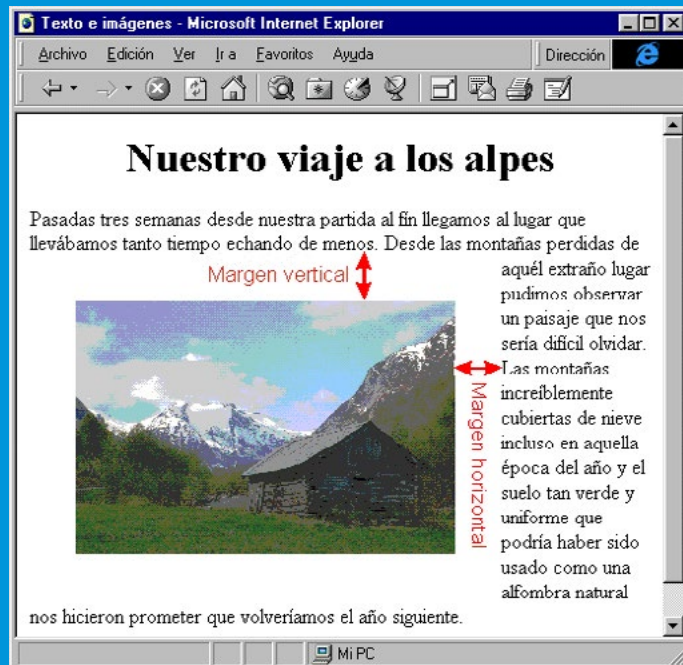 Texto e imágenes - Microsoft Internet Explorer
Archivo Edición Ver Ir a Favoritos Ayuda Dirección
Nuestro viaje a los alpes
Pasadas tres semanas desde nuestra partida al fín llegamos al lugar que
llevábamos tanto tiempo echando de menos. Desde las montañas perdidas de
aquél extraño lugar
Margen vertical
pudimos observar
un paisaje que nos
sería difícil olvidar.
Las montañas
increíblemente
cubiertas de nieve
incluso en aquella
época del año y el
suelo tan verde y
uniforme que
podría haber sido
usado como una
alfombra natural
Margen horizontal
nos hicieron prometer que volveríamos el año siguiente.
Mi PC